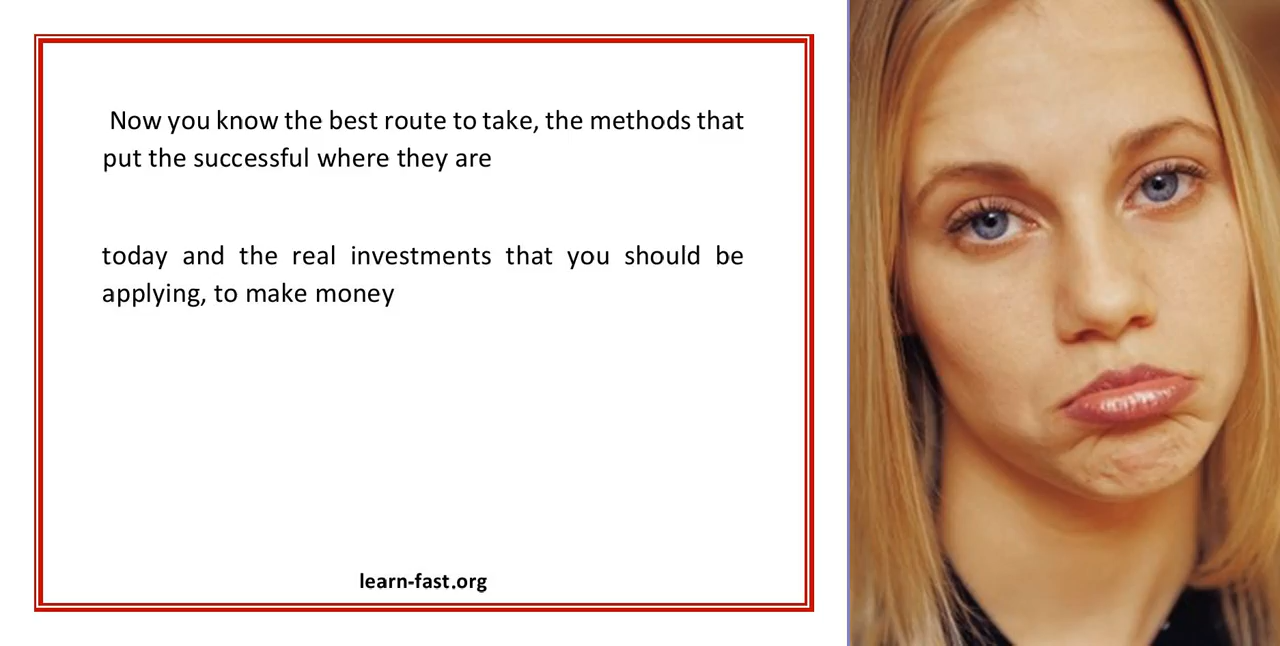 Now you know the best route to take, the methods that
put the successful where they are
today and the real investments that you should be
applying, to make money
learn-fast.org